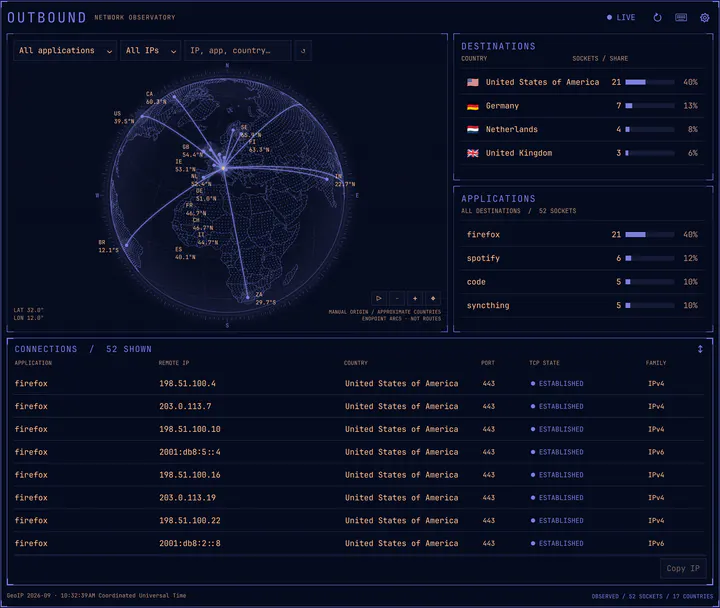 OUTBOUND NETWORK OBSERVATORY
LIVE
All applications
All IPs
IP, app, country…
N
CA
60.3°N
US
39.5°N
SE
FI
63.3°N
GB
54.4°N
IE
53.1°N
NL
52.4°N
DE
51.0°N
FR
46.7°N
CH
46.7°N
IT
44.7°N
ES
40.1°N
IN
22.7°N
W
E
BR
12.1°S
ZA
29.7°S
S
LAT 32.0°
LON 12.0°
- +
MANUAL ORIGIN / APPROXIMATE COUNTRIES
ENDPOINT ARCS · NOT ROUTES
DESTINATIONS
COUNTRY SOCKETS / SHARE
United States of America 21 40%
Germany 7 13%
Netherlands 4 8%
United Kingdom 3 6%
APPLICATIONS
ALL DESTINATIONS / 52 SOCKETS
firefox 21 40%
spotify 6 12%
code 5 10%
syncthing 5 10%
CONNECTIONS / 52 SHOWN
APPLICATION REMOTE IP COUNTRY PORT TCP STATE FAMILY
firefox 198.51.100.4 United States of America 443 ESTABLISHED IPv4
firefox 203.0.113.7 United States of America 443 ESTABLISHED IPv4
firefox 198.51.100.10 United States of America 443 ESTABLISHED IPv4
firefox 2001:db8:5::4 United States of America 443 ESTABLISHED IPv6
firefox 198.51.100.16 United States of America 443 ESTABLISHED IPv4
firefox 203.0.113.19 United States of America 443 ESTABLISHED IPv4
firefox 198.51.100.22 United States of America 443 ESTABLISHED IPv4
firefox 2001:db8:2::8 United States of America 443 ESTABLISHED IPv6
Copy IP
GeoIP 2026-09 · 10:32:39AM Coordinated Universal Time
OBSERVED / 52 SOCKETS / 17 COUNTRIES